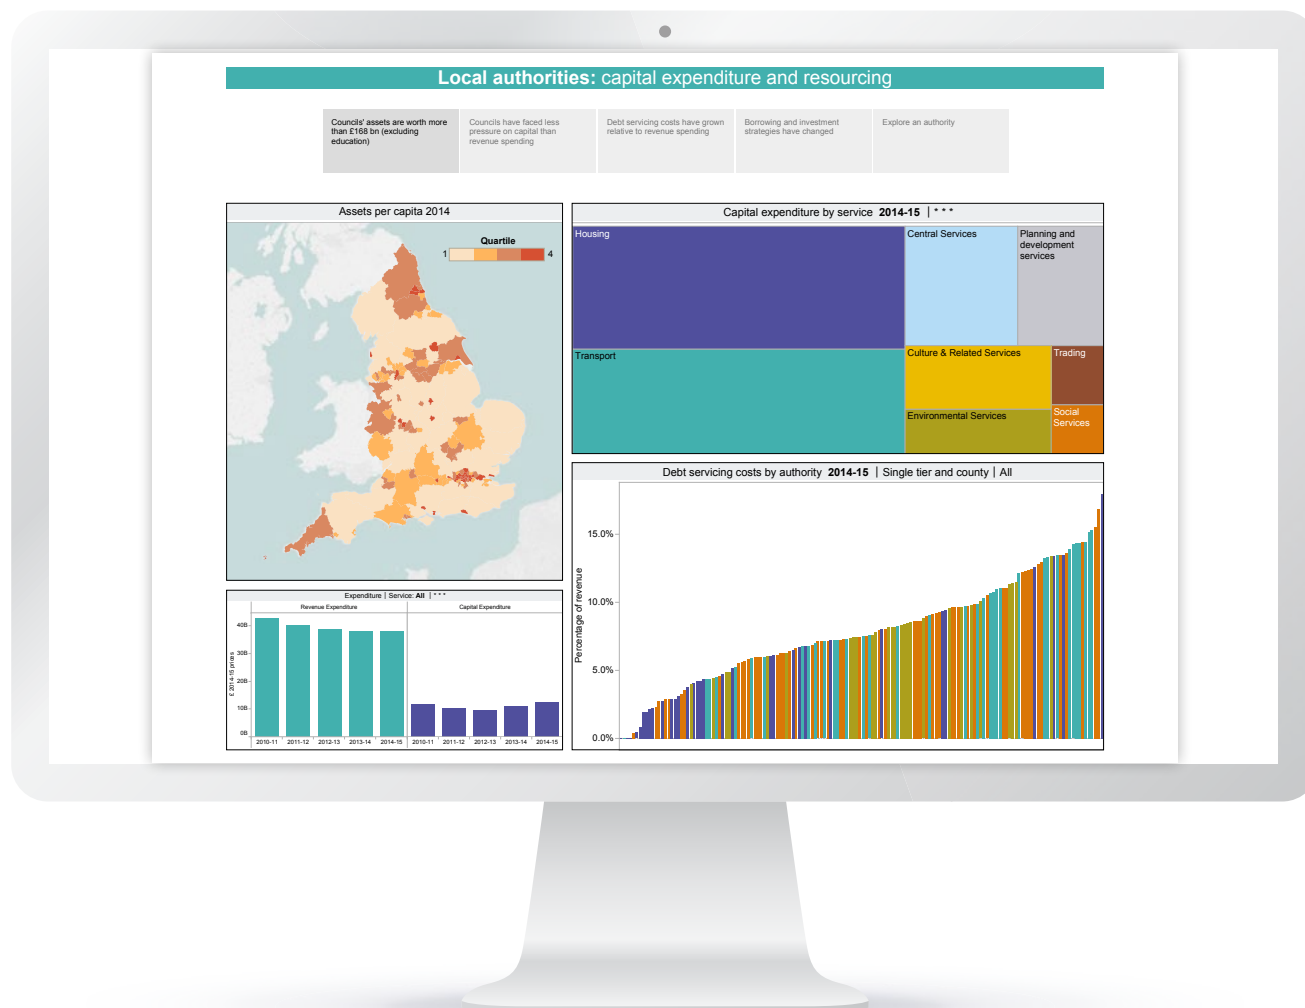 Local authorities: capital expenditure and resourcing
Councils' assets are worth more
than £168 bn (excluding
education)
Councils have faced less
pressure on capital than
revenue spending
Debt servicing costs have grown
relative to revenue spending
Borrowing and investment
strategies have changed
Explore an authority
Assets per capita 2014
Quartile
1 4
Capital expenditure by service 2014-15 | * * *
Housing
Central Services
Planning and
development
services
Transport
Culture & Related Services
Trading
Environmental Services
Social
Services
Expenditure | Service: All | * * *
Revenue Expenditure
Capital Expenditure
£ 2014-15 prices
40B
30B
20B
10B
0B
2010-11 2011-12 2012-13 2013-14 2014-15 2010-11 2011-12 2012-13 2013-14 2014-15
Debt servicing costs by authority 2014-15 | Single tier and county | All
Percentage of revenue
15.0%
10.0%
5.0%
0.0%